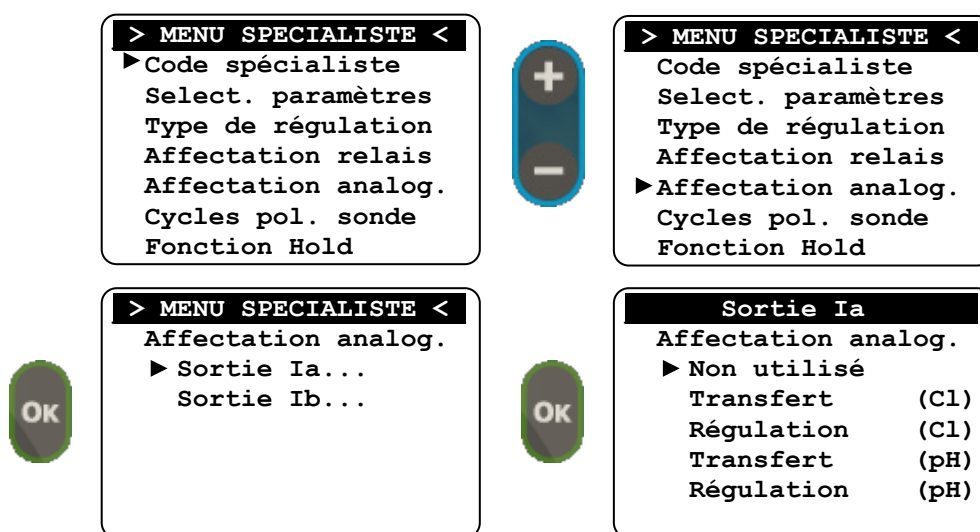 > MENU SPECIALISTE <
►Code spécialiste
Select. paramètres
Type de régulation
Affectation relais
Affectation analog.
Cycles pol. sonde
Fonction Hold
+
−
> MENU SPECIALISTE <
Code spécialiste
Select. paramètres
Type de régulation
Affectation relais
►Affectation analog.
Cycles pol. sonde
Fonction Hold
OK
> MENU SPECIALISTE <
Affectation analog.
► Sortie Ia...
Sortie Ib...
OK
Sortie Ia
Affectation analog.
► Non utilisé
Transfert (Cl)
Régulation (Cl)
Transfert (pH)
Régulation (pH)